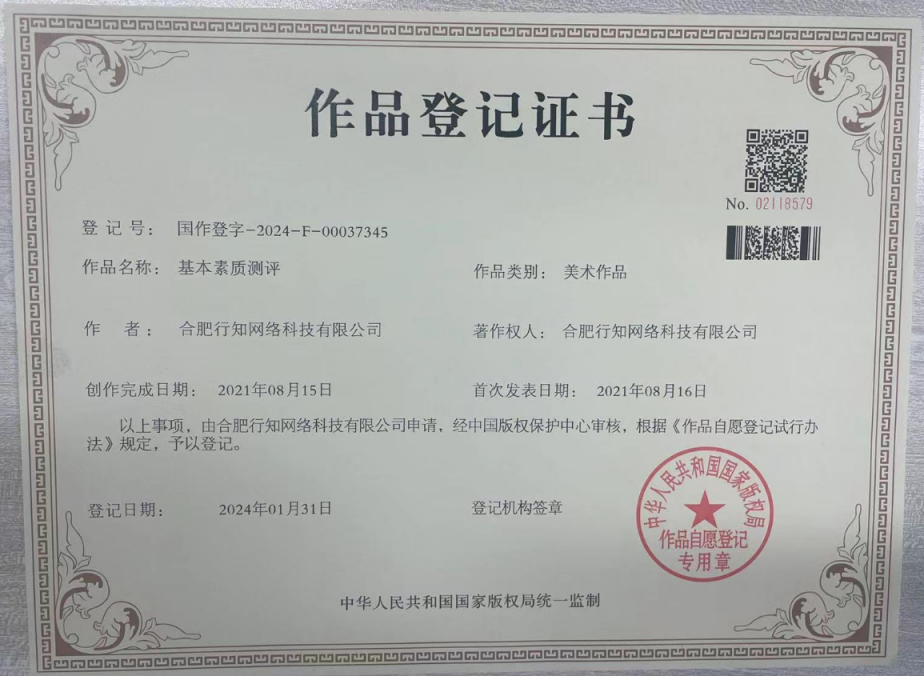 作品登记证书
No. 02118579
登 记 号： 国作登字-2024-F-00037345
作品名称： 基本素质测评
作品类别： 美术作品
作 者： 合肥行知网络科技有限公司
著作权人： 合肥行知网络科技有限公司
创作完成日期： 2021年08月15日
首次发表日期： 2021年08月16日
以上事项，由合肥行知网络科技有限公司申请，经中国版权保护中心审核，根据《作品自愿登记试行办
法》规定，予以登记。
登记日期： 2024年01月31日
登记机构签章
中华人民共和国国家版权局
作品自愿登记
专用章
中华人民共和国国家版权局统一监制